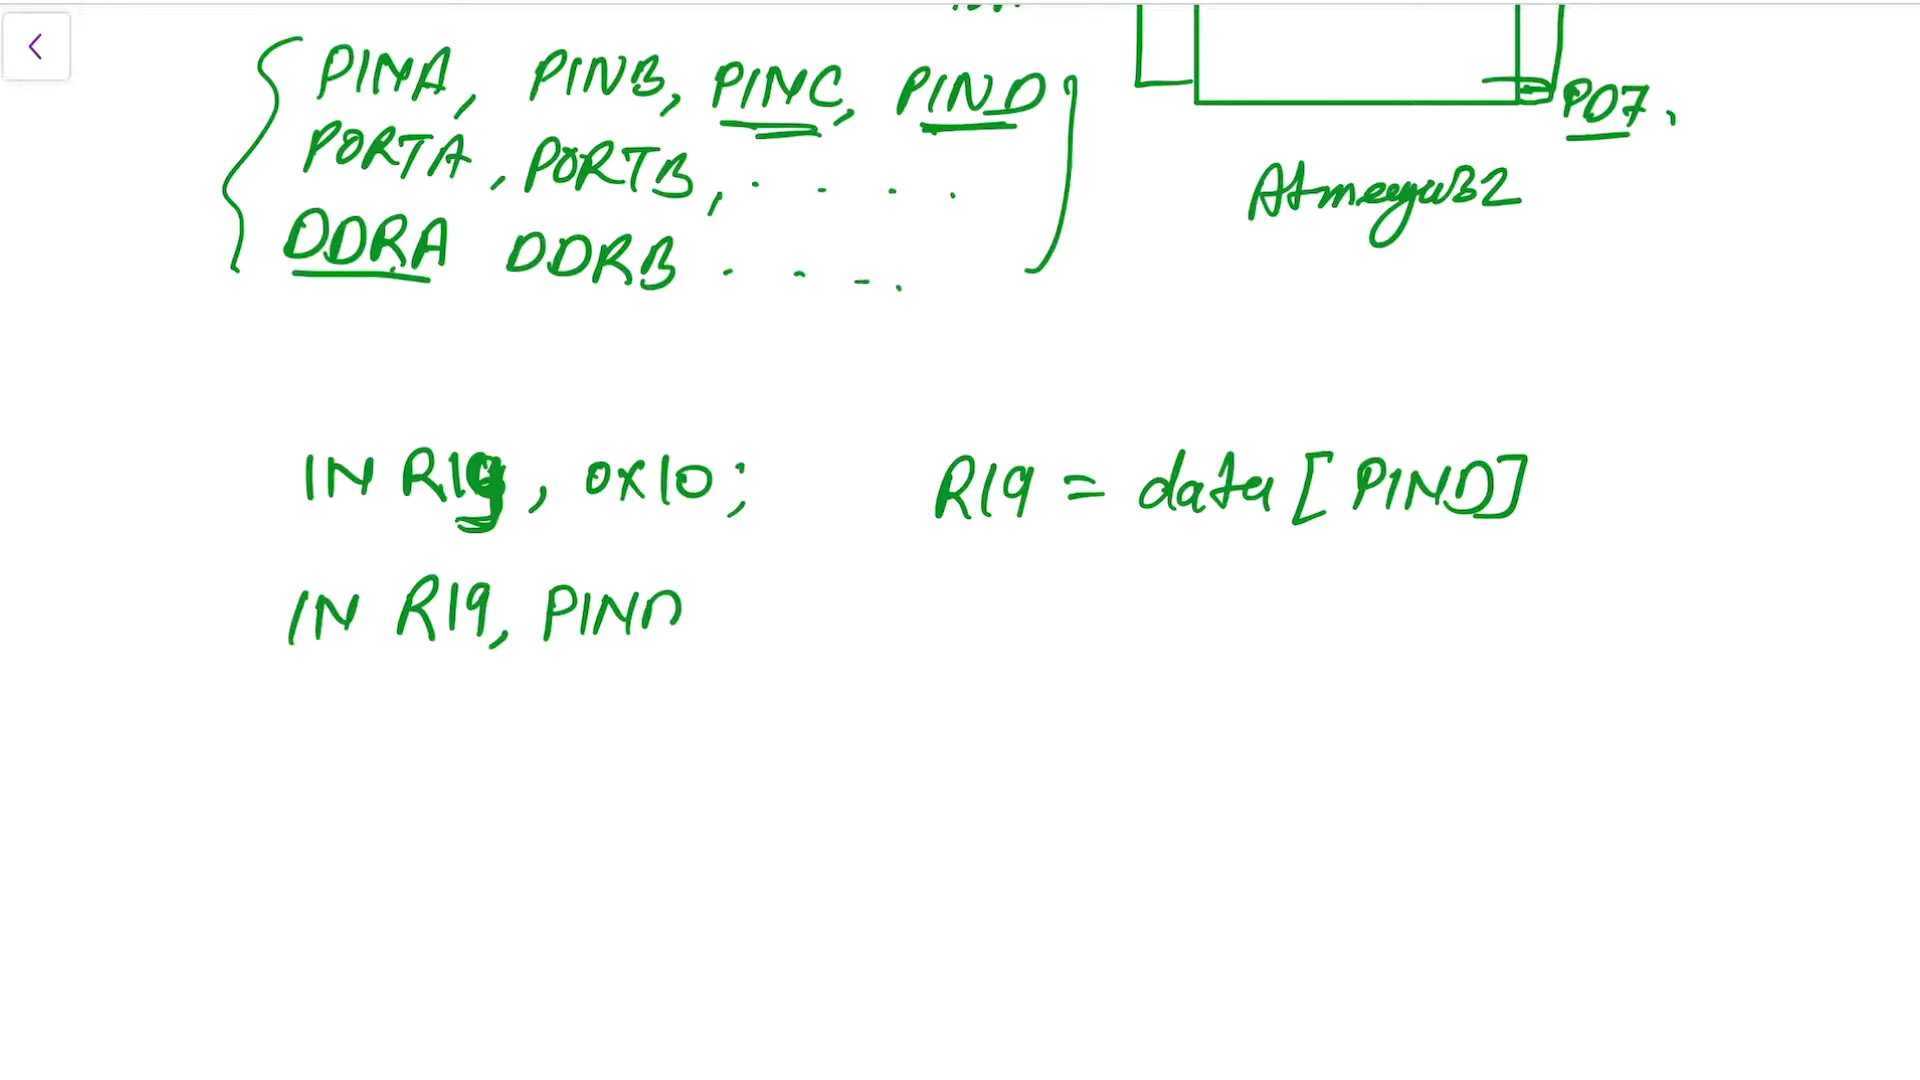 PINA, PINB, PINC, PIND
PORTA, PORTB, . . . .
DDRA DDRB . . - .
PD7.
Atmega32
IN R19, 0x10; R19 = data [PIND]
IN R19, PIND